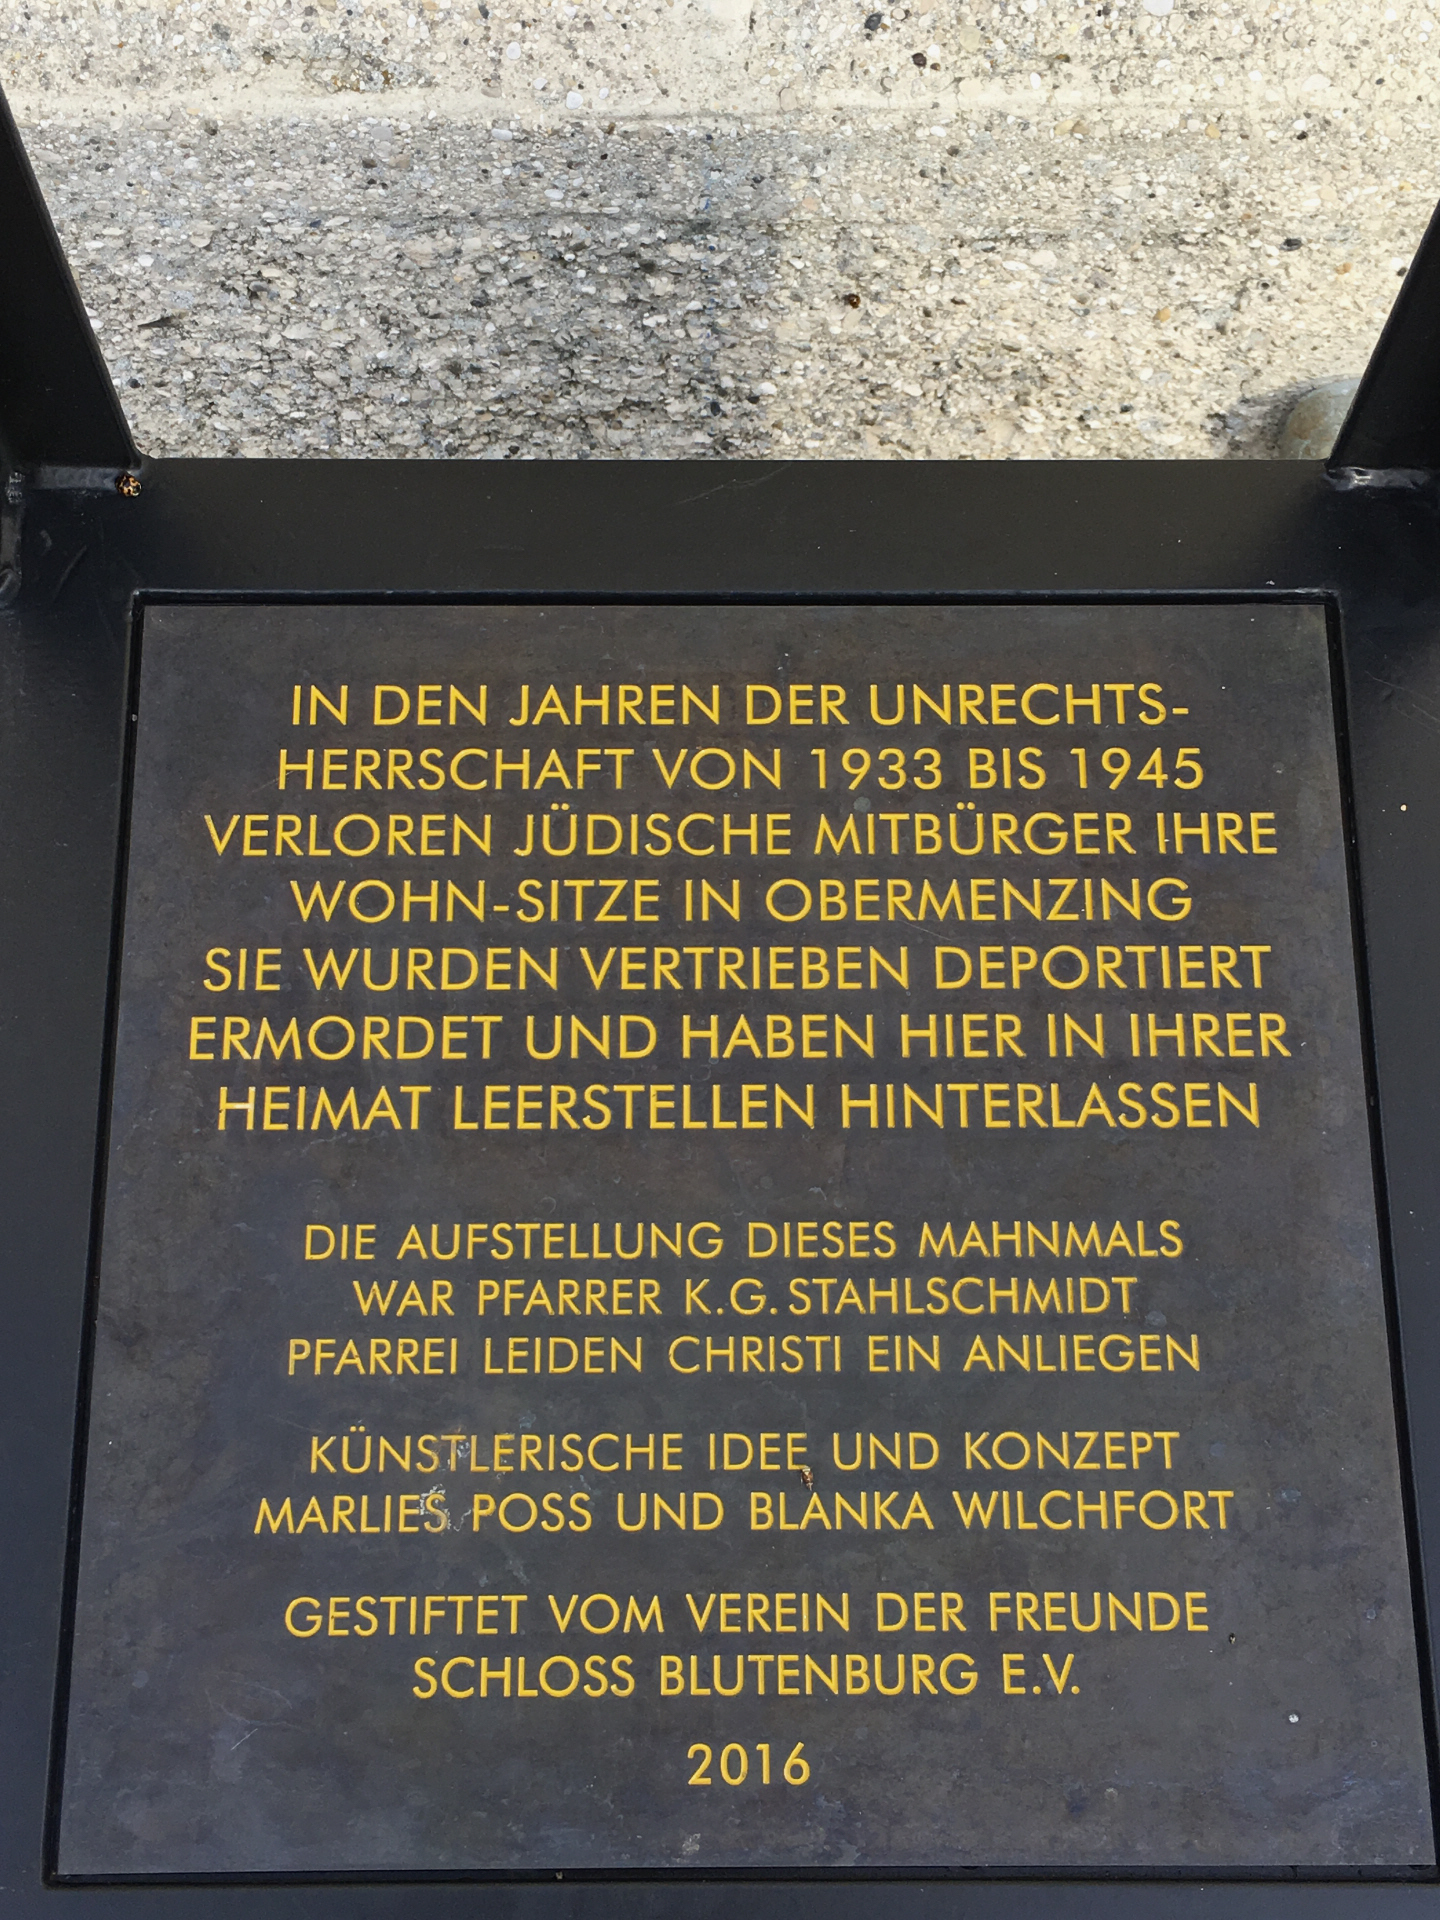 IN DEN JAHREN DER UNRECHTS-
HERRSCHAFT VON 1933 BIS 1945
VERLOREN JÜDISCHE MITBÜRGER IHRE
WOHN-SITZE IN OBERMENZING
SIE WURDEN VERTRIEBEN DEPORTIERT
ERMORDET UND HABEN HIER IN IHRER
HEIMAT LEERSTELLEN HINTERLASSEN
DIE AUFSTELLUNG DIESES MAHNMALS
WAR PFARRER K.G. STAHLSCHMIDT
PFARREI LEIDEN CHRISTI EIN ANLIEGEN
KÜNSTLERISCHE IDEE UND KONZEPT
MARLIES POSS UND BLANKA WILCHFORT
GESTIFTET VOM VEREIN DER FREUNDE
SCHLOSS BLUTENBURG E.V.
2016